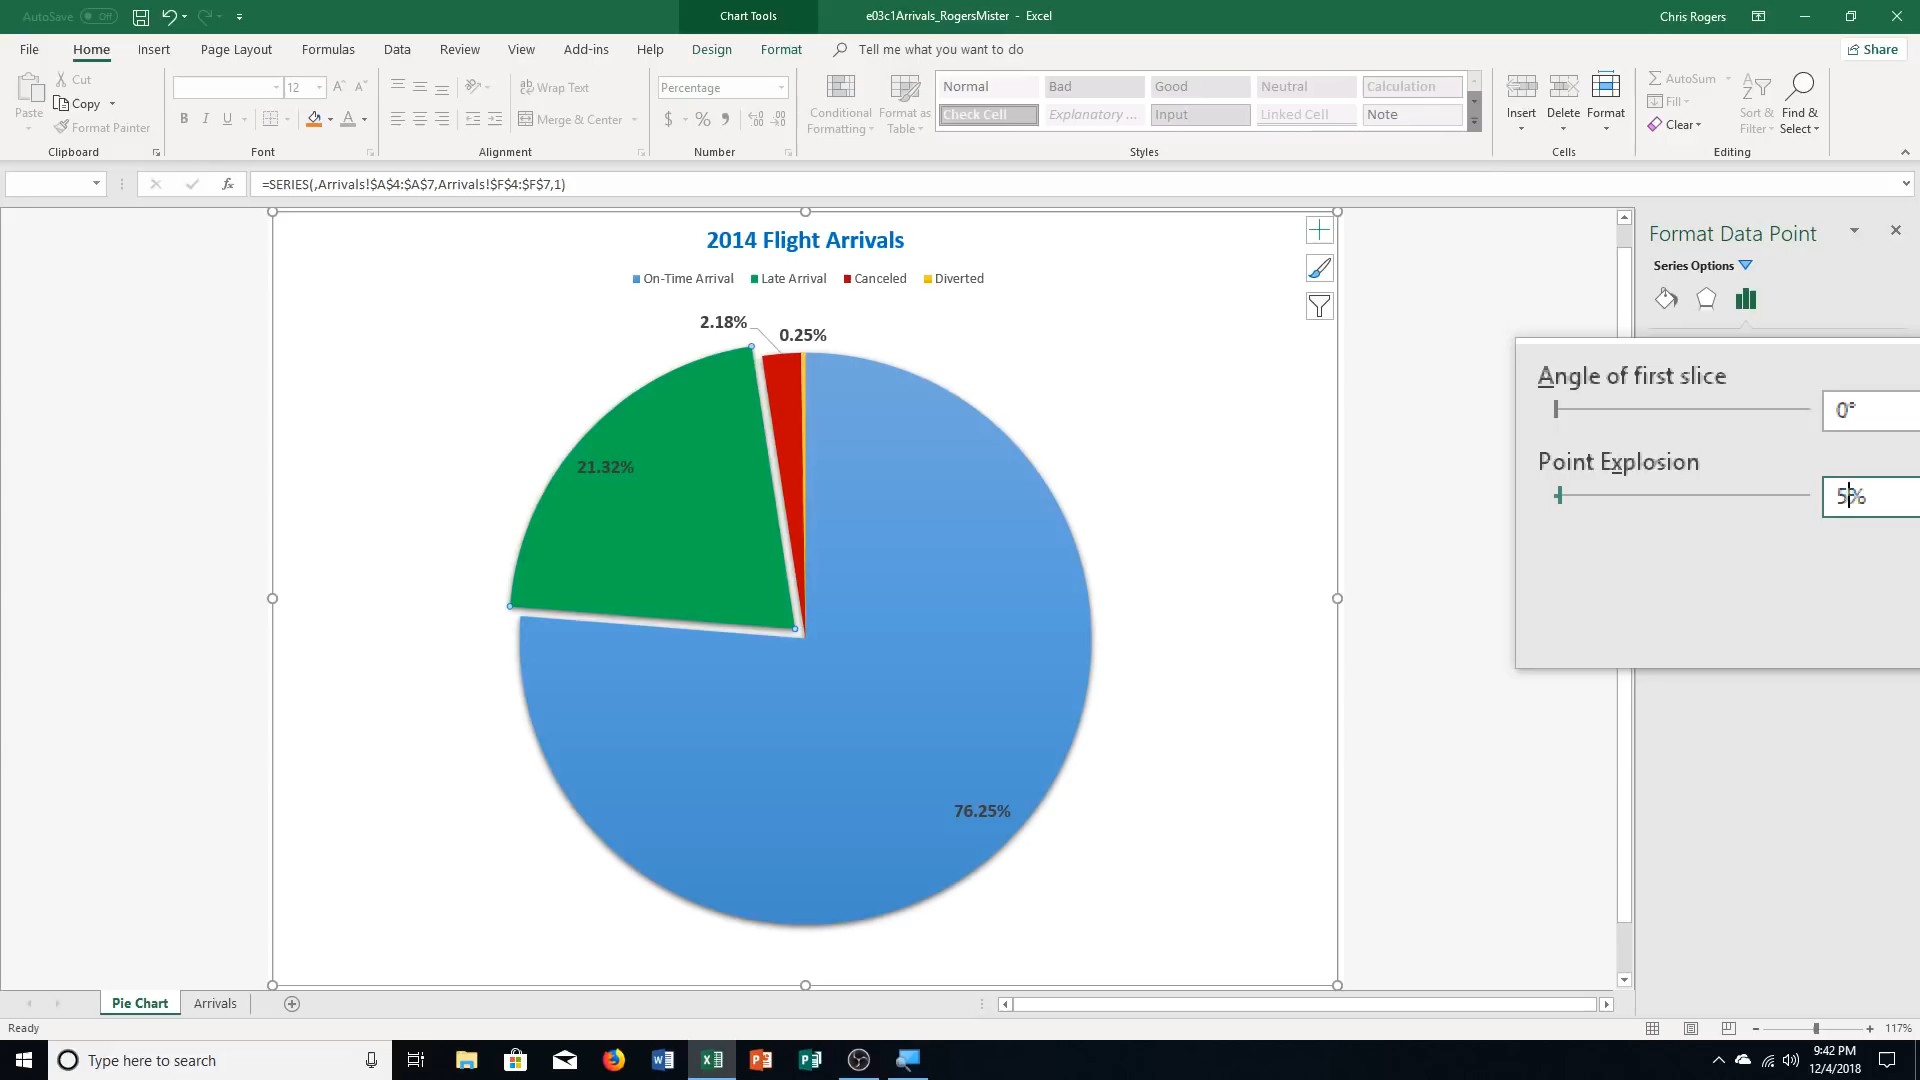 AutoSave Off Chart Tools e03c1Arrivals_RogersMister - Excel Chris Rogers
File Home Insert Page Layout Formulas Data Review View Add-ins Help Design Format Tell me what you want to do Share
Paste Cut Copy Format Painter
12
Wrap Text
Merge & Center
Percentage
$ % ,
Conditional Formatting
Format as Table
Normal Bad Good Neutral Calculation
Check Cell Explanatory ... Input Linked Cell Note
Insert Delete Format
AutoSum Fill Clear
Sort & Filter
Find & Select
B I U A
Clipboard Font Alignment Number Styles Cells Editing
fx =SERIES(,Arrivals!$A$4:$A$7,Arrivals!$F$4:$F$7,1)
2014 Flight Arrivals
On-Time Arrival Late Arrival Canceled Diverted
2.18% 0.25%
21.32%
76.25%
Format Data Point
Series Options
Angle of first slice
0°
Point Explosion
5%
Pie Chart Arrivals
Ready 117%
Type here to search
9:42 PM
12/4/2018